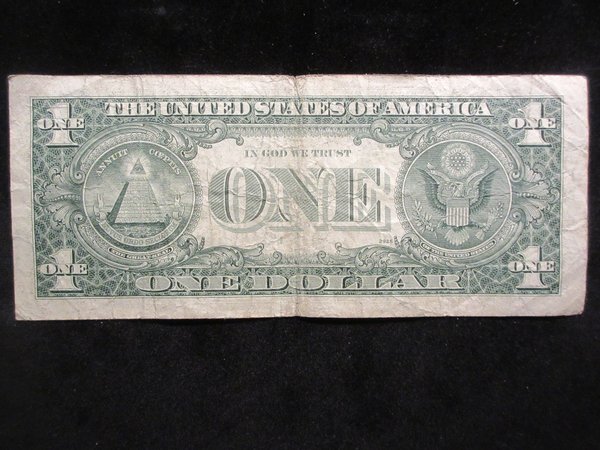 THE UNITED STATES OF AMERICA
1 ONE
1 ONE
ANNUIT CŒPTIS
IN GOD WE TRUST
ONE
1 ONE
1 ONE
ONE DOLLAR